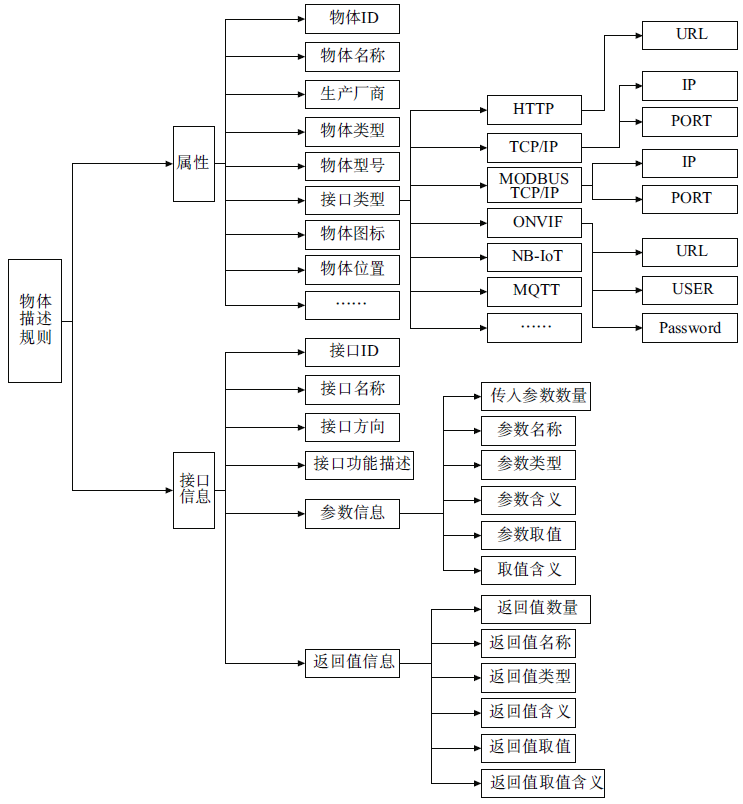 物体
描述
规则
属性
物体ID
物体名称
生产厂商
物体类型
物体型号
接口类型
物体图标
物体位置
……
HTTP
TCP/IP
MODBUS
TCP/IP
ONVIF
NB-IoT
MQTT
……
URL
IP
PORT
IP
PORT
URL
USER
Password
接口
信息
接口ID
接口名称
接口方向
接口功能描述
参数信息
返回值信息
传入参数数量
参数名称
参数类型
参数含义
参数取值
取值含义
返回值数量
返回值名称
返回值类型
返回值含义
返回值取值
返回值取值含义